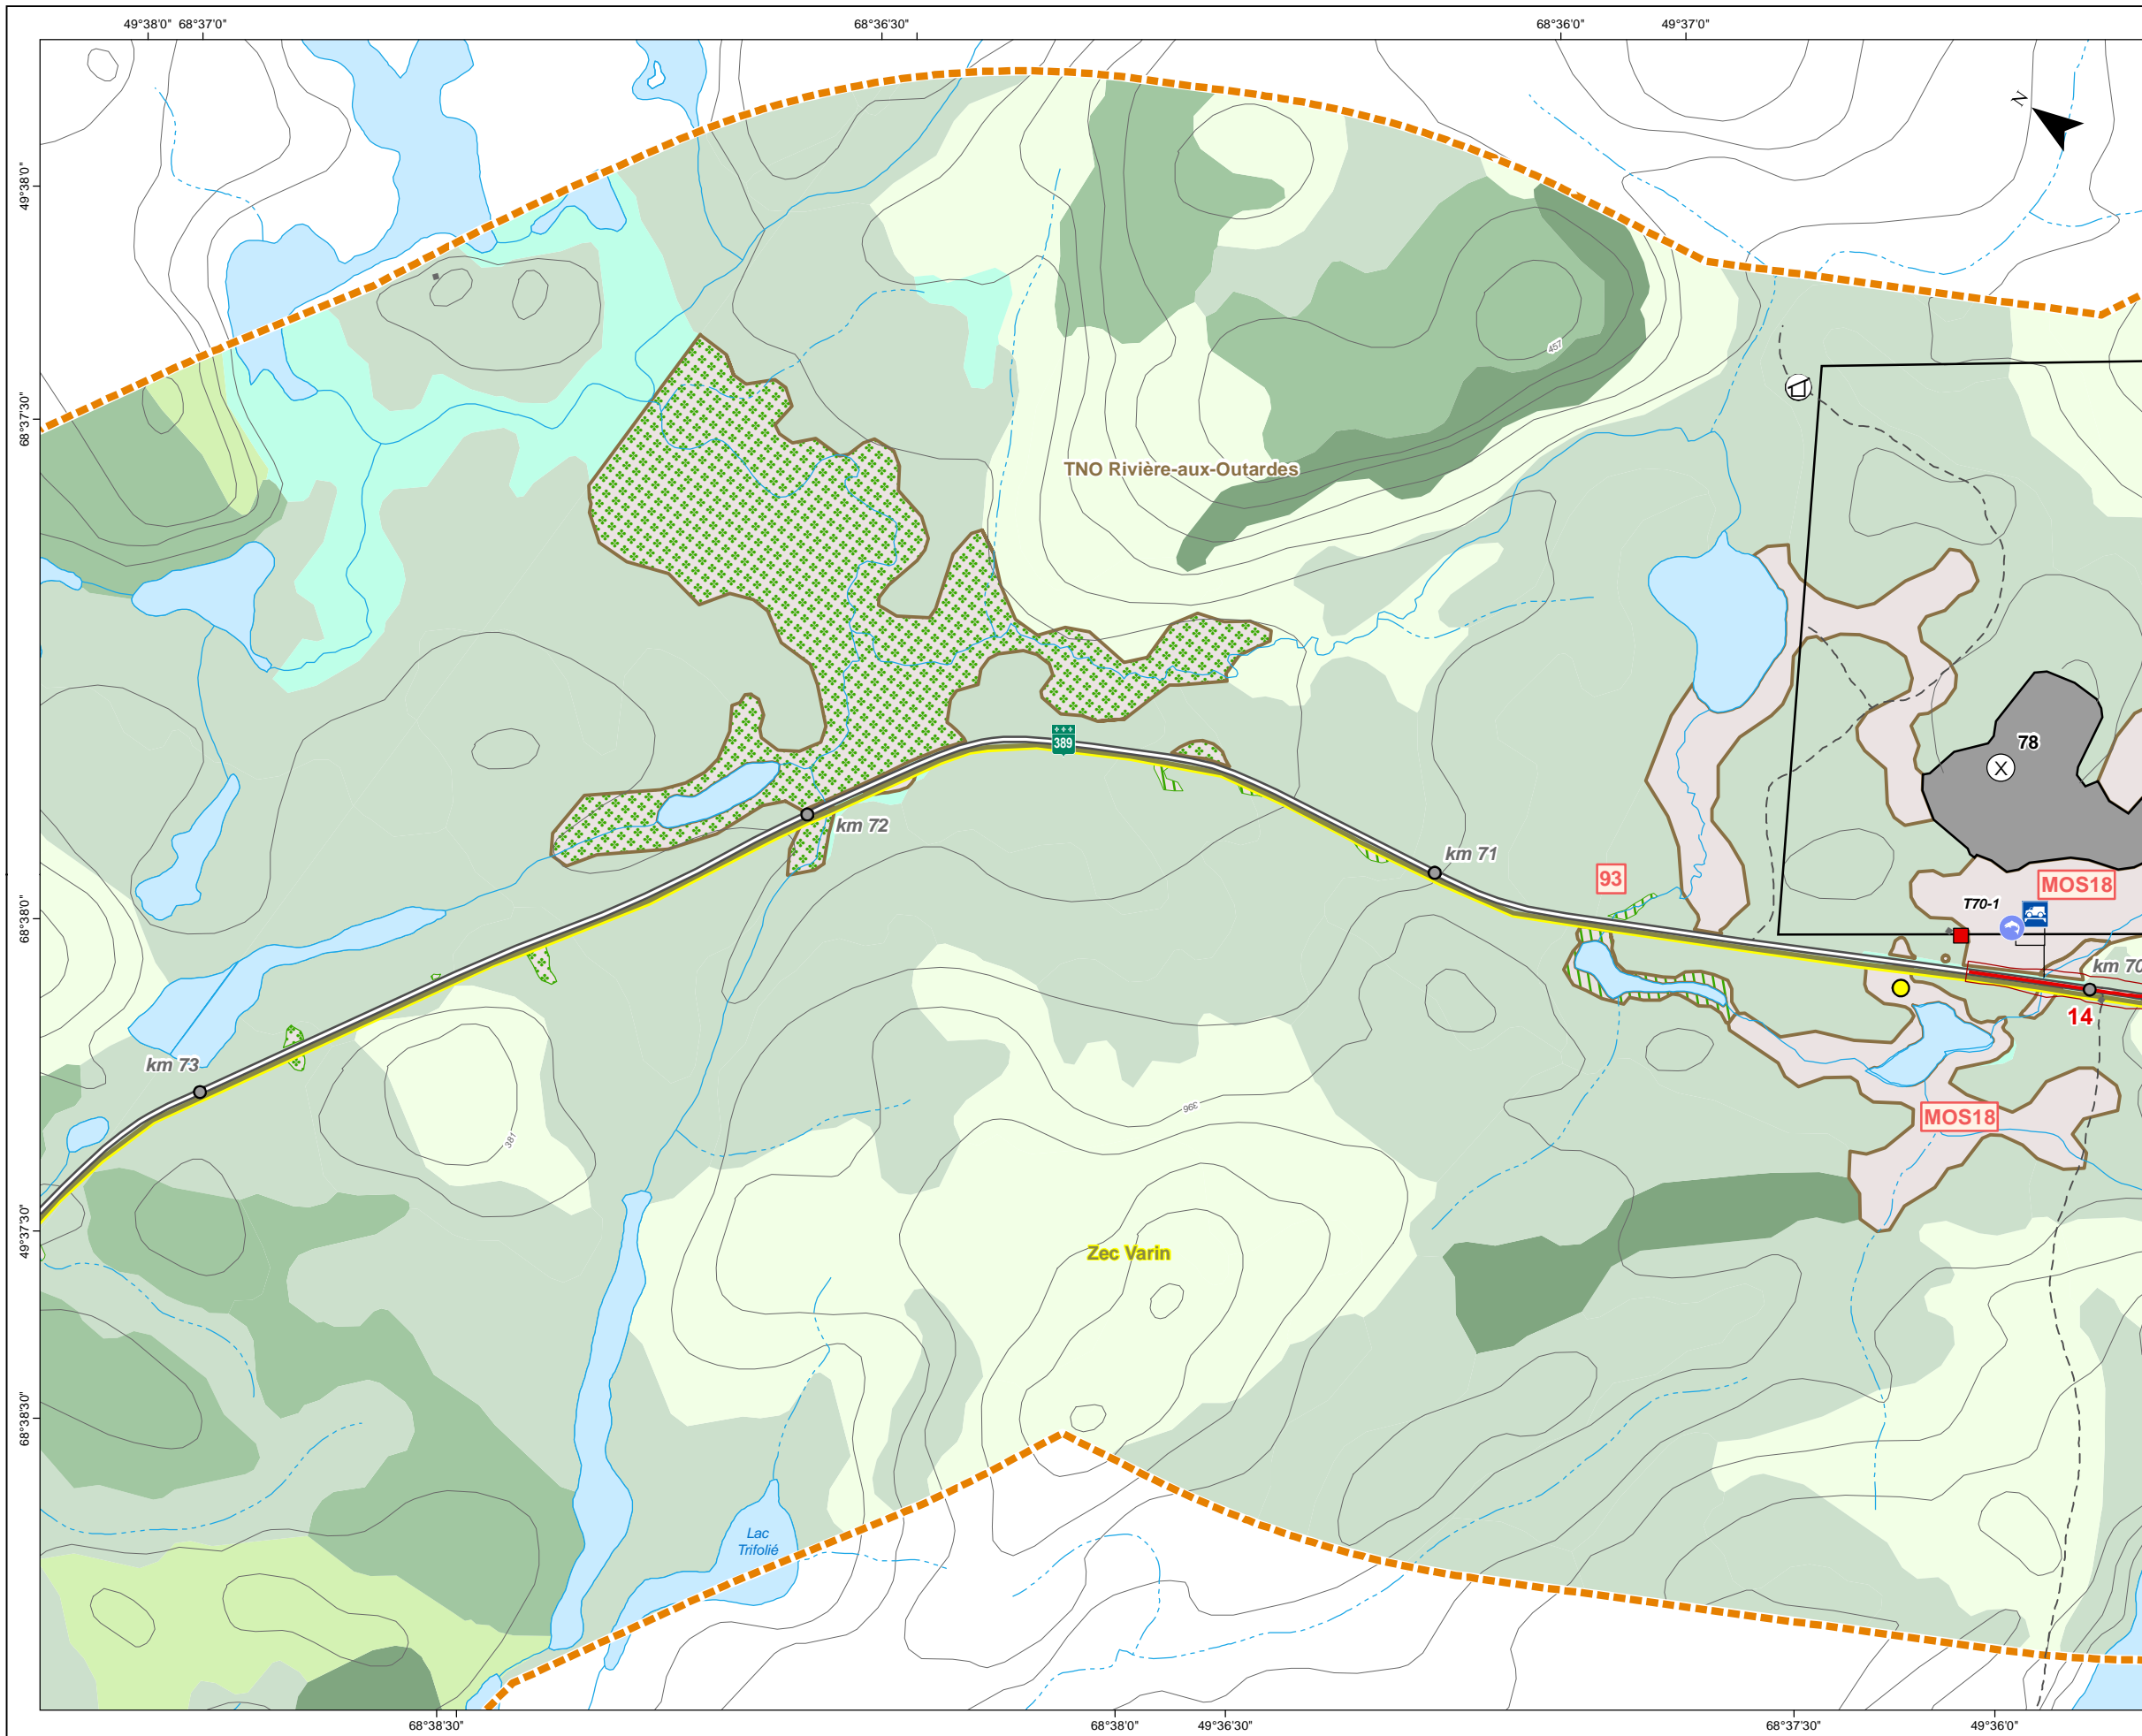 49°38'0" 68°37'0" 68°36'30" 68°36'0" 49°37'0"
N
49°38'0"
457
68°37'30"
TNO Rivière-aux-Outardes
389
78
X
km 72
km 71
93
MOS18
T70-1
68°38'0"
km 70
14
km 73
396
MOS18
381
49°37'30"
Zec Varin
68°38'30"
Lac
Trifolié
68°38'30" 68°38'0" 49°36'30" 68°37'30" 49°36'0"